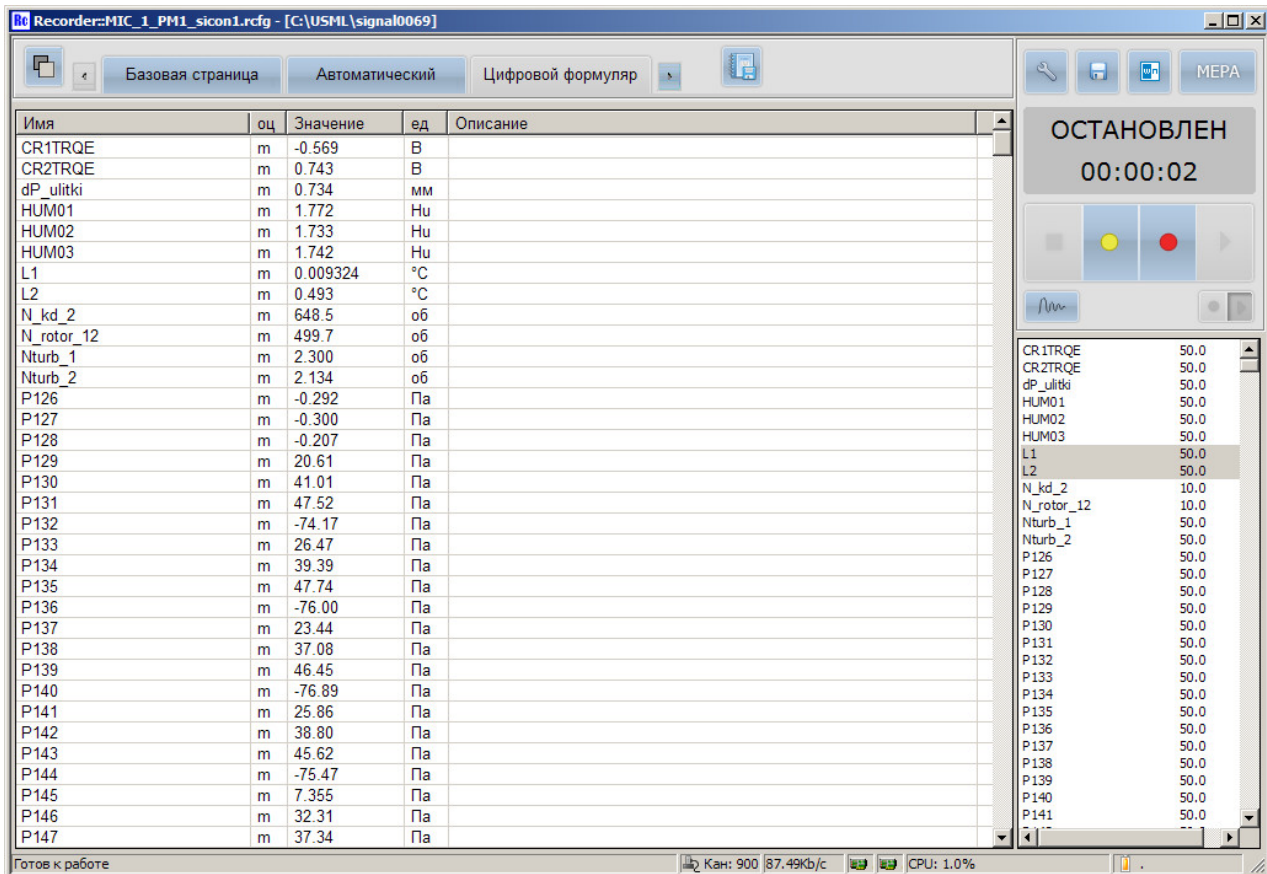 Recorder::MIC_1_PM1_sicon1.rcfg - [C:\USML\signal0069]
Базовая страница Автоматический Цифровой формуляр
МЕРА
ОСТАНОВЛЕН
00:00:02
Имя оц Значение ед Описание
CR1TRQE m -0.569 В
CR2TRQE m 0.743 В
dP_ulitki m 0.734 мм
HUM01 m 1.772 Hu
HUM02 m 1.733 Hu
HUM03 m 1.742 Hu
L1 m 0.009324 °C
L2 m 0.493 °C
N_kd_2 m 648.5 об
N_rotor_12 m 499.7 об
Nturb_1 m 2.300 об
Nturb_2 m 2.134 об
P126 m -0.292 Па
P127 m -0.300 Па
P128 m -0.207 Па
P129 m 20.61 Па
P130 m 41.01 Па
P131 m 47.52 Па
P132 m -74.17 Па
P133 m 26.47 Па
P134 m 39.39 Па
P135 m 47.74 Па
P136 m -76.00 Па
P137 m 23.44 Па
P138 m 37.08 Па
P139 m 46.45 Па
P140 m -76.89 Па
P141 m 25.86 Па
P142 m 38.80 Па
P143 m 45.62 Па
P144 m -75.47 Па
P145 m 7.355 Па
P146 m 32.31 Па
P147 m 37.34 Па
CR1TRQE 50.0
CR2TRQE 50.0
dP_ulitki 50.0
HUM01 50.0
HUM02 50.0
HUM03 50.0
L1 50.0
L2 50.0
N_kd_2 10.0
N_rotor_12 10.0
Nturb_1 50.0
Nturb_2 50.0
P126 50.0
P127 50.0
P128 50.0
P129 50.0
P130 50.0
P131 50.0
P132 50.0
P133 50.0
P134 50.0
P135 50.0
P136 50.0
P137 50.0
P138 50.0
P139 50.0
P140 50.0
P141 50.0
Готов к работе Кан: 900 87.49Kb/c CPU: 1.0% .